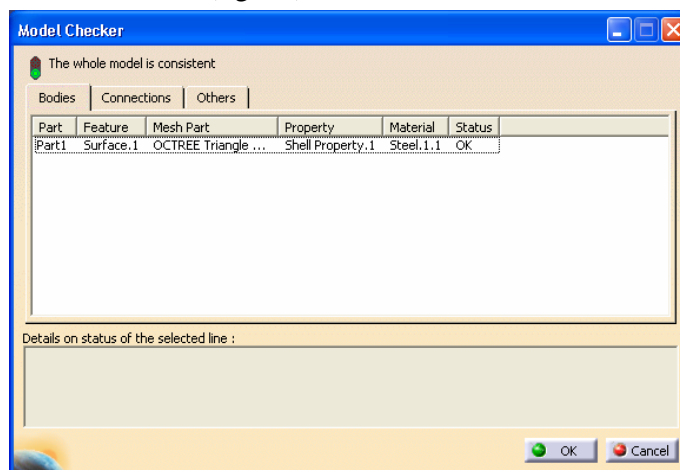 Model Checker
The whole model is consistent
Bodies Connections Others
Part Feature Mesh Part Property Material Status
Part1 Surface.1 OCTREE Triangle ... Shell Property.1 Steel.1.1 OK
Details on status of the selected line :
OK Cancel